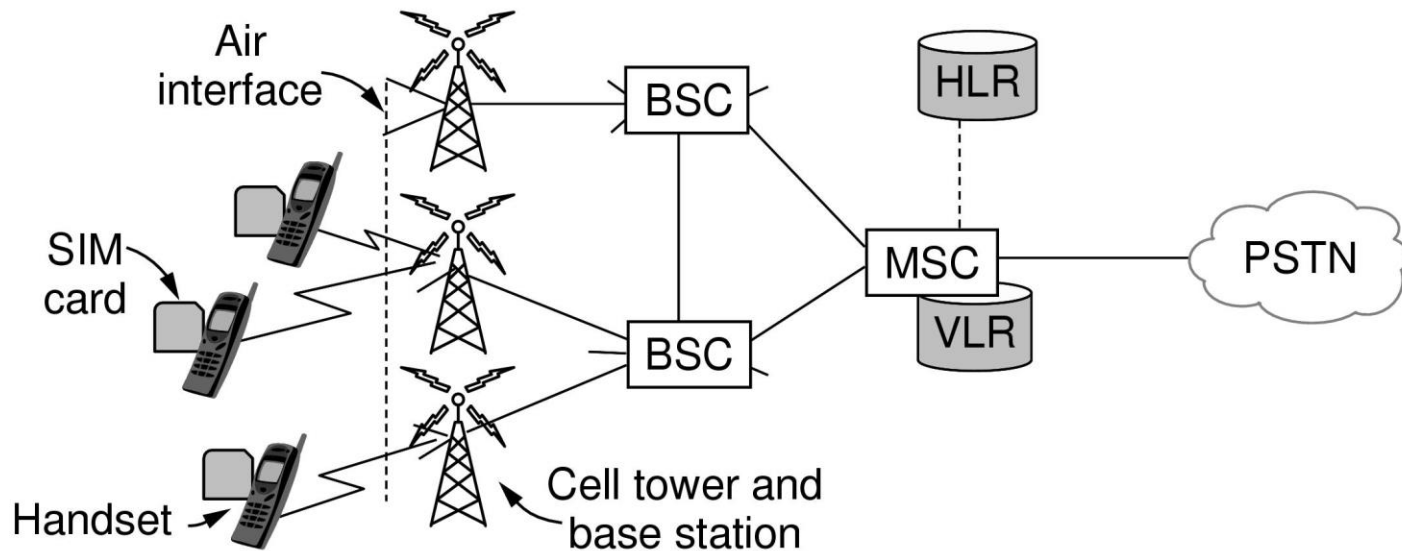 Air
interface
BSC
HLR
SIM
card
MSC
PSTN
VLR
BSC
Handset
Cell tower and
base station